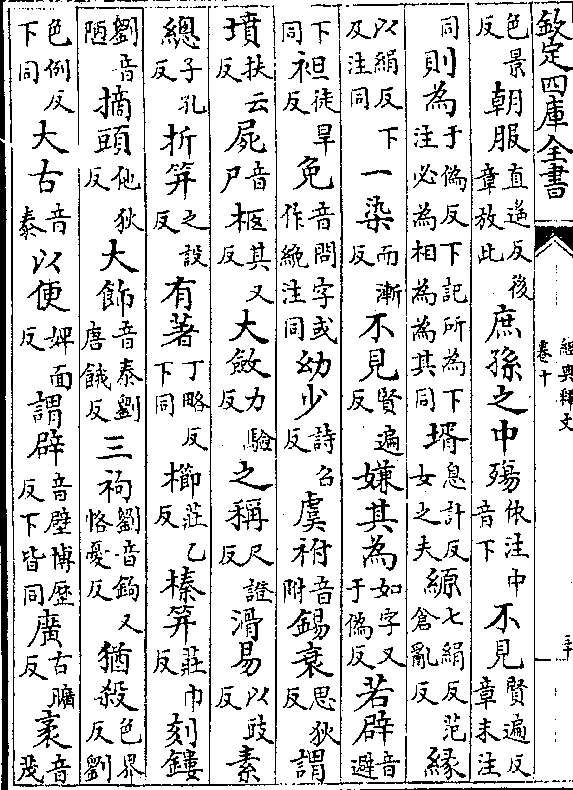 欽定四庫全書
經典釋文
卷十
色景反朝服直遥反後章放此庶孫之中殤依注中音下不見賢遍反章末注
同則為于偽反下記所為下注必為相為為其同壻息計反女之夫縓七絹反范倉亂反緣
以絹反下及注同一染而漸反不見賢遍反嫌其為如字又于偽反若辟音避
下同袒徒旱反免音問字或作絻注同幼少詩召反虞祔音附錫衰思狄反謂
墳扶云反屍音尸柩其又反大斂力驗反之稱尺證反滑易以豉反素
總子孔反折笄之設反有著丁略反下同櫛莊乙反榛笄莊巾反刻鏤
劉音陋摘頭他狄反大飾音泰劉唐餓反三袧劉音鉤又恪憂反猶殺色界反劉
色例反下同大古音泰以便婢面反謂辟音壁博歷反下皆同廣古曠反袤音茂